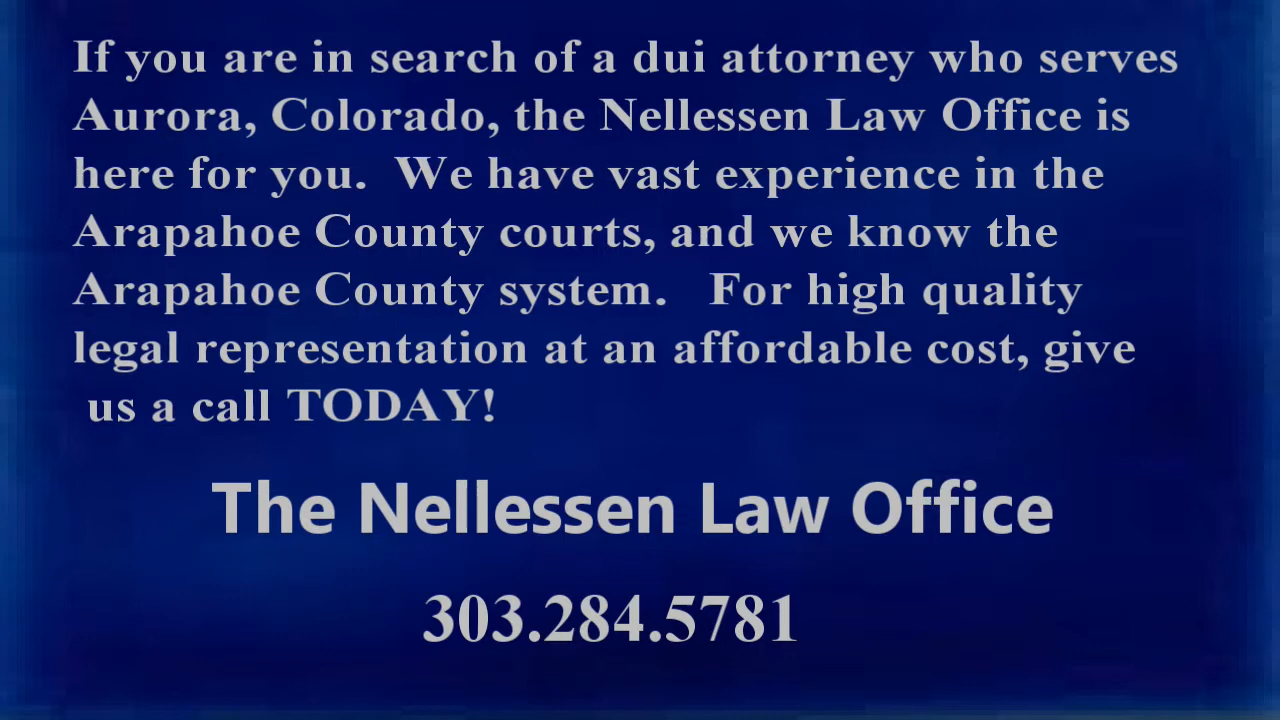 If you are in search of a dui attorney who serves
Aurora, Colorado, the Nellessen Law Office is
here for you.  We have vast experience in the
Arapahoe County courts, and we know the
Arapahoe County system.   For high quality
legal representation at an affordable cost, give
us a call TODAY!
The Nellessen Law Office
303.284.5781